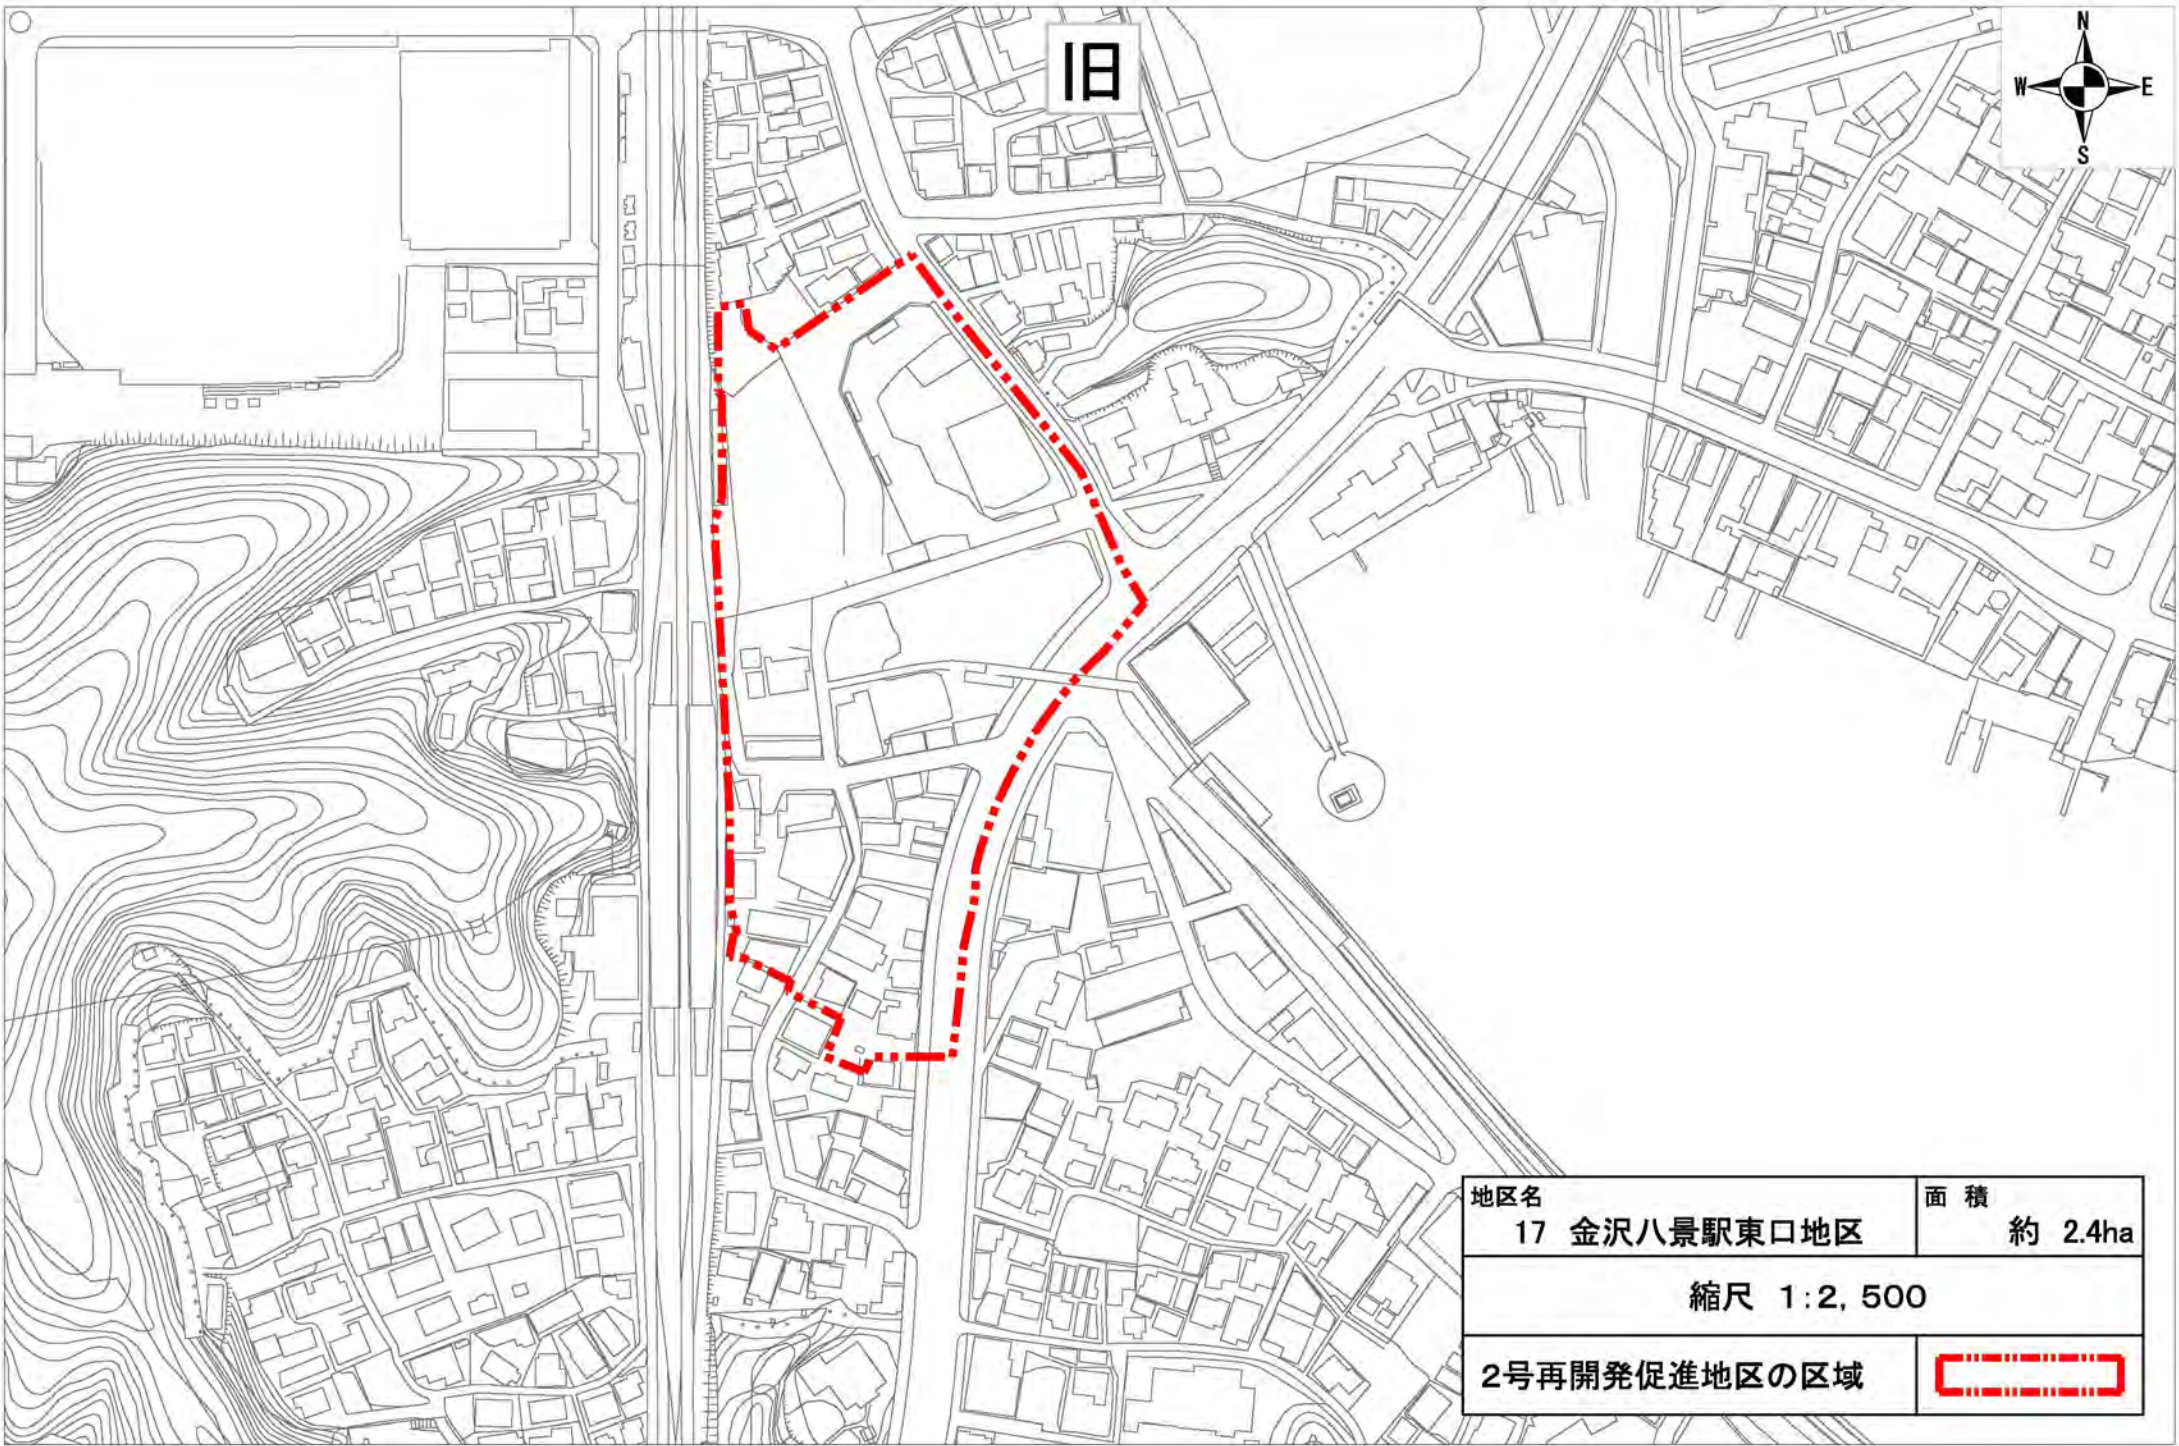 旧
N
W E
S
地区名
17 金沢八景駅東口地区
面 積
約 2.4ha
縮尺 1:2,500
2号再開発促進地区の区域